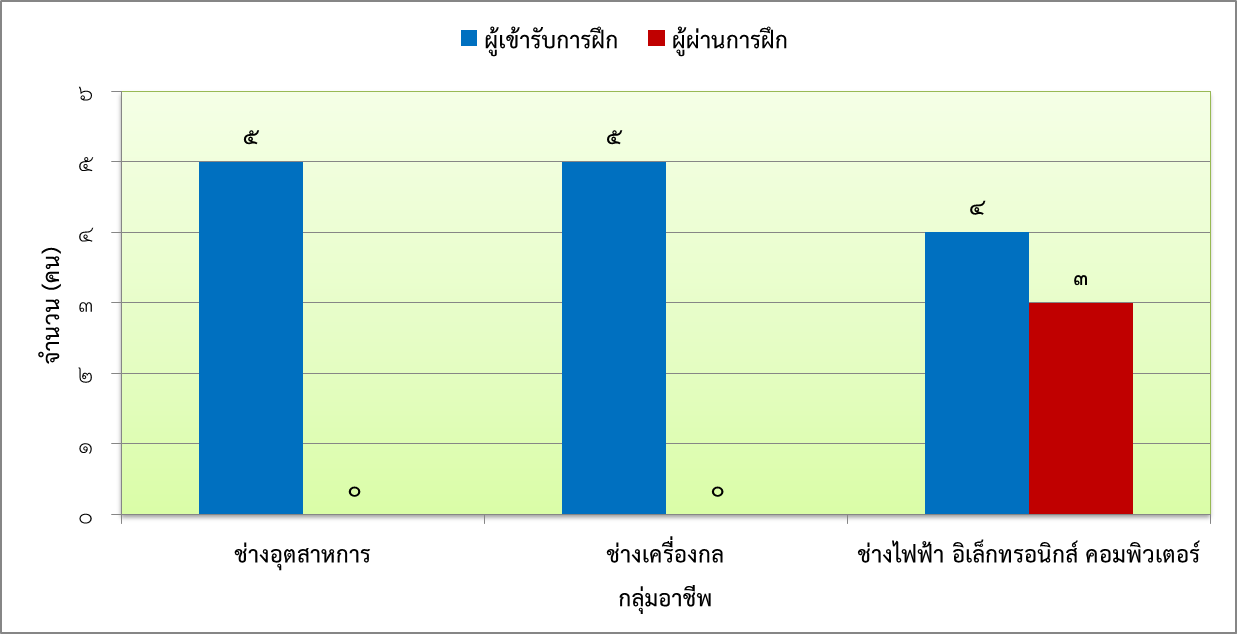 ผู้เข้ารับการฝึก ผู้ผ่านการฝึก
๖
๕
๔
๓
๒
๑
๐
จำนวน (คน)
๕ ๐
๕ ๐
๔ ๓
ช่างอุตสาหการ ช่างเครื่องกล ช่างไฟฟ้า อิเล็กทรอนิกส์ คอมพิวเตอร์
กลุ่มอาชีพ